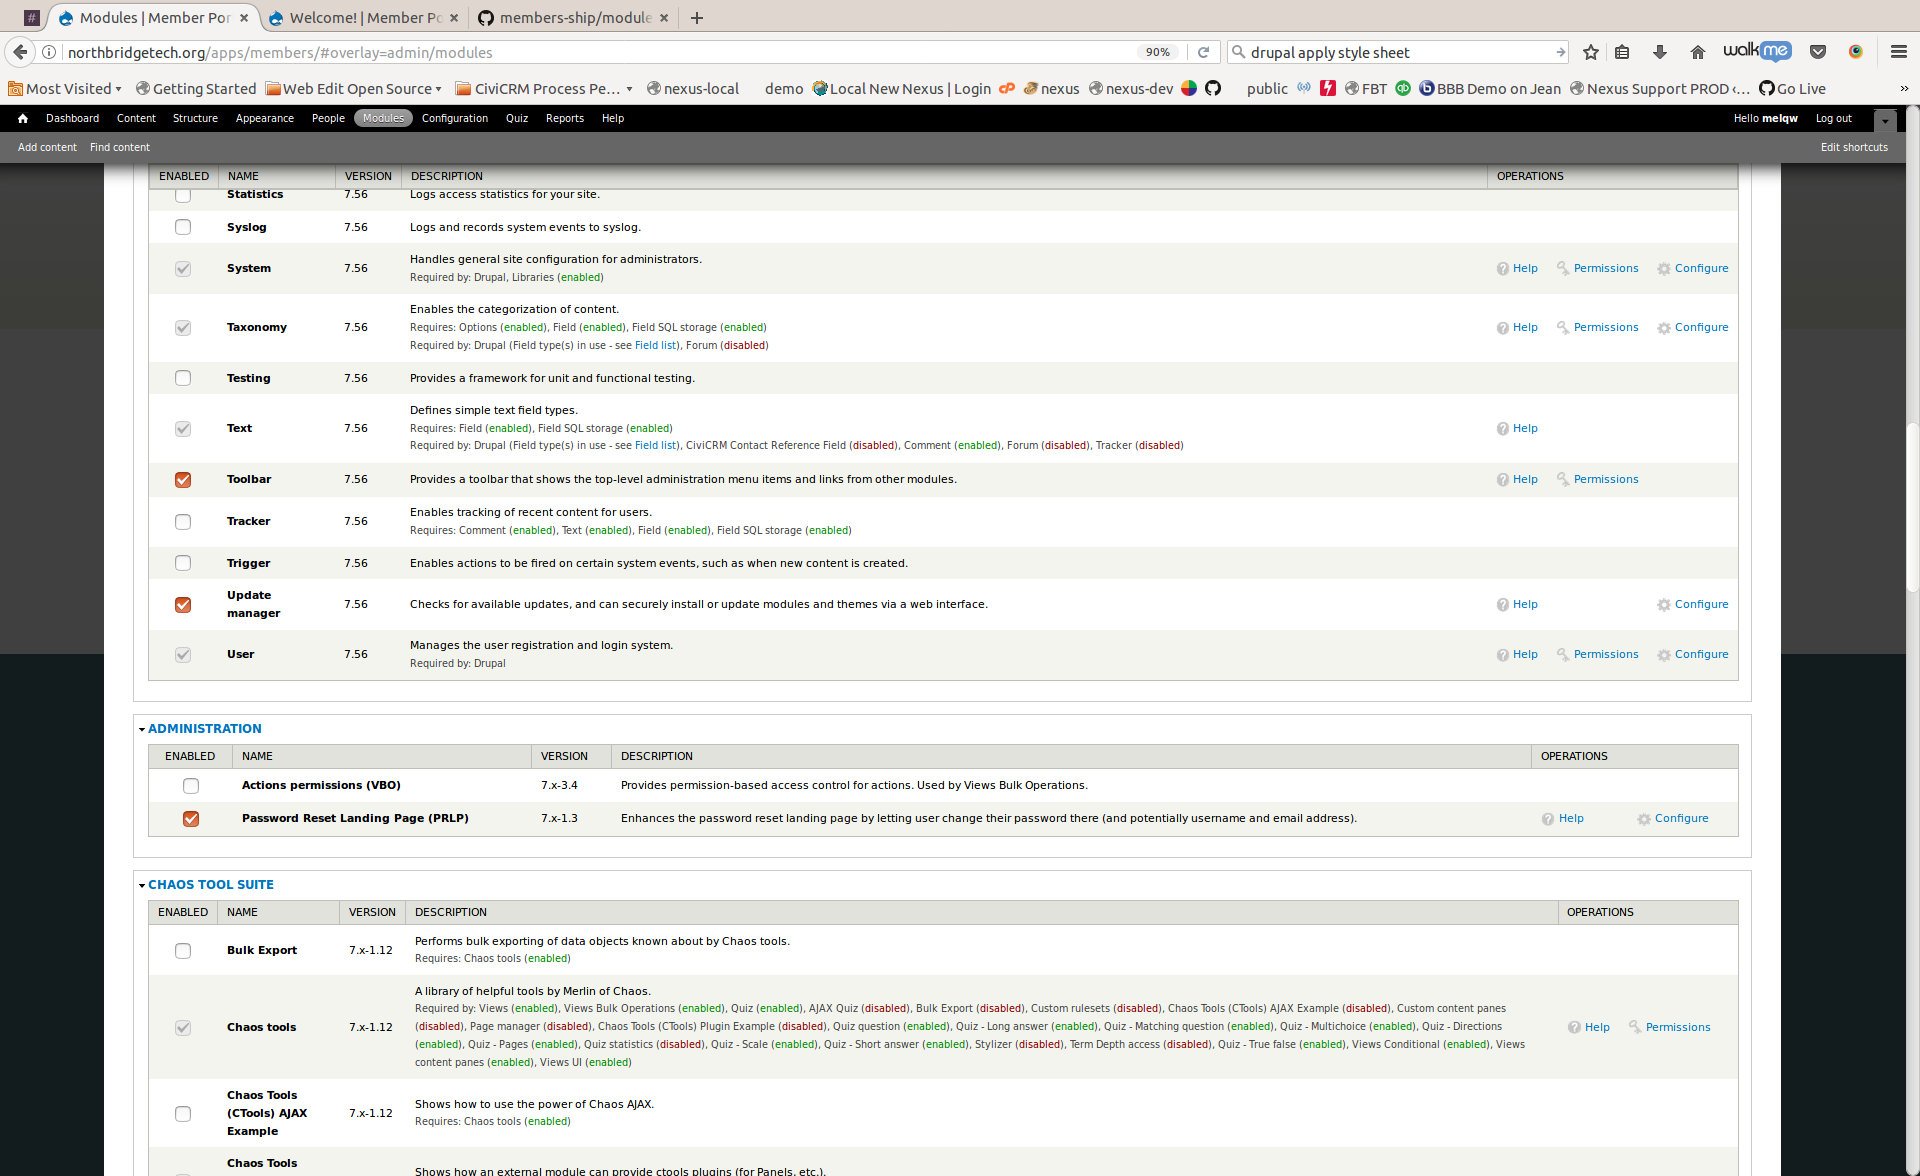 Modules | Member Por
Welcome! | Member Po
members-ship/module
northbridgetech.org/apps/members/#overlay=admin/modules
90%
drupal apply style sheet
walkme
Most Visited
Getting Started
Web Edit Open Source
CiviCRM Process Pe...
nexus-local
demo
Local New Nexus | Login
nexus
nexus-dev
public
FBT
BBB Demo on Jean
Nexus Support PROD ‹...
Go Live
Dashboard
Content
Structure
Appearance
People
Modules
Configuration
Quiz
Reports
Help
Hello melqw
Log out
Add content
Find content
Edit shortcuts
ENABLED NAME VERSION DESCRIPTION OPERATIONS
Statistics 7.56 Logs access statistics for your site.
Syslog 7.56 Logs and records system events to syslog.
System 7.56 Handles general site configuration for administrators.
Required by: Drupal, Libraries (enabled)
Help Permissions Configure
Taxonomy 7.56 Enables the categorization of content.
Requires: Options (enabled), Field (enabled), Field SQL storage (enabled)
Required by: Drupal (Field type(s) in use - see Field list), Forum (disabled)
Help Permissions Configure
Testing 7.56 Provides a framework for unit and functional testing.
Text 7.56 Defines simple text field types.
Requires: Field (enabled), Field SQL storage (enabled)
Required by: Drupal (Field type(s) in use - see Field list), CiviCRM Contact Reference Field (disabled), Comment (enabled), Forum (disabled), Tracker (disabled)
Help
Toolbar 7.56 Provides a toolbar that shows the top-level administration menu items and links from other modules. Help Permissions
Tracker 7.56 Enables tracking of recent content for users.
Requires: Comment (enabled), Text (enabled), Field (enabled), Field SQL storage (enabled)
Trigger 7.56 Enables actions to be fired on certain system events, such as when new content is created.
Update
manager 7.56 Checks for available updates, and can securely install or update modules and themes via a web interface. Help Configure
User 7.56 Manages the user registration and login system.
Required by: Drupal
Help Permissions Configure
ADMINISTRATION
ENABLED NAME VERSION DESCRIPTION OPERATIONS
Actions permissions (VBO) 7.x-3.4 Provides permission-based access control for actions. Used by Views Bulk Operations.
Password Reset Landing Page (PRLP) 7.x-1.3 Enhances the password reset landing page by letting user change their password there (and potentially username and email address). Help Configure
CHAOS TOOL SUITE
ENABLED NAME VERSION DESCRIPTION OPERATIONS
Bulk Export 7.x-1.12 Performs bulk exporting of data objects known about by Chaos tools.
Requires: Chaos tools (enabled)
Chaos tools 7.x-1.12 A library of helpful tools by Merlin of Chaos.
Required by: Views (enabled), Views Bulk Operations (enabled), Quiz (enabled), AJAX Quiz (disabled), Bulk Export (disabled), Custom rulesets (disabled), Chaos Tools (CTools) AJAX Example (disabled), Custom content panes
(disabled), Page manager (disabled), Chaos Tools (CTools) Plugin Example (disabled), Quiz question (enabled), Quiz - Long answer (enabled), Quiz - Matching question (enabled), Quiz - Multichoice (enabled), Quiz - Directions
(enabled), Quiz - Pages (enabled), Quiz statistics (disabled), Quiz - Scale (enabled), Quiz - Short answer (enabled), Stylizer (disabled), Term Depth access (disabled), Quiz - True false (enabled), Views Conditional (enabled), Views
content panes (enabled), Views UI (enabled)
Help Permissions
Chaos Tools
(CTools) AJAX
Example
7.x-1.12 Shows how to use the power of Chaos AJAX.
Requires: Chaos tools (enabled)
Chaos Tools
Shows how an external module can provide ctools plugins (for Panels, etc.).